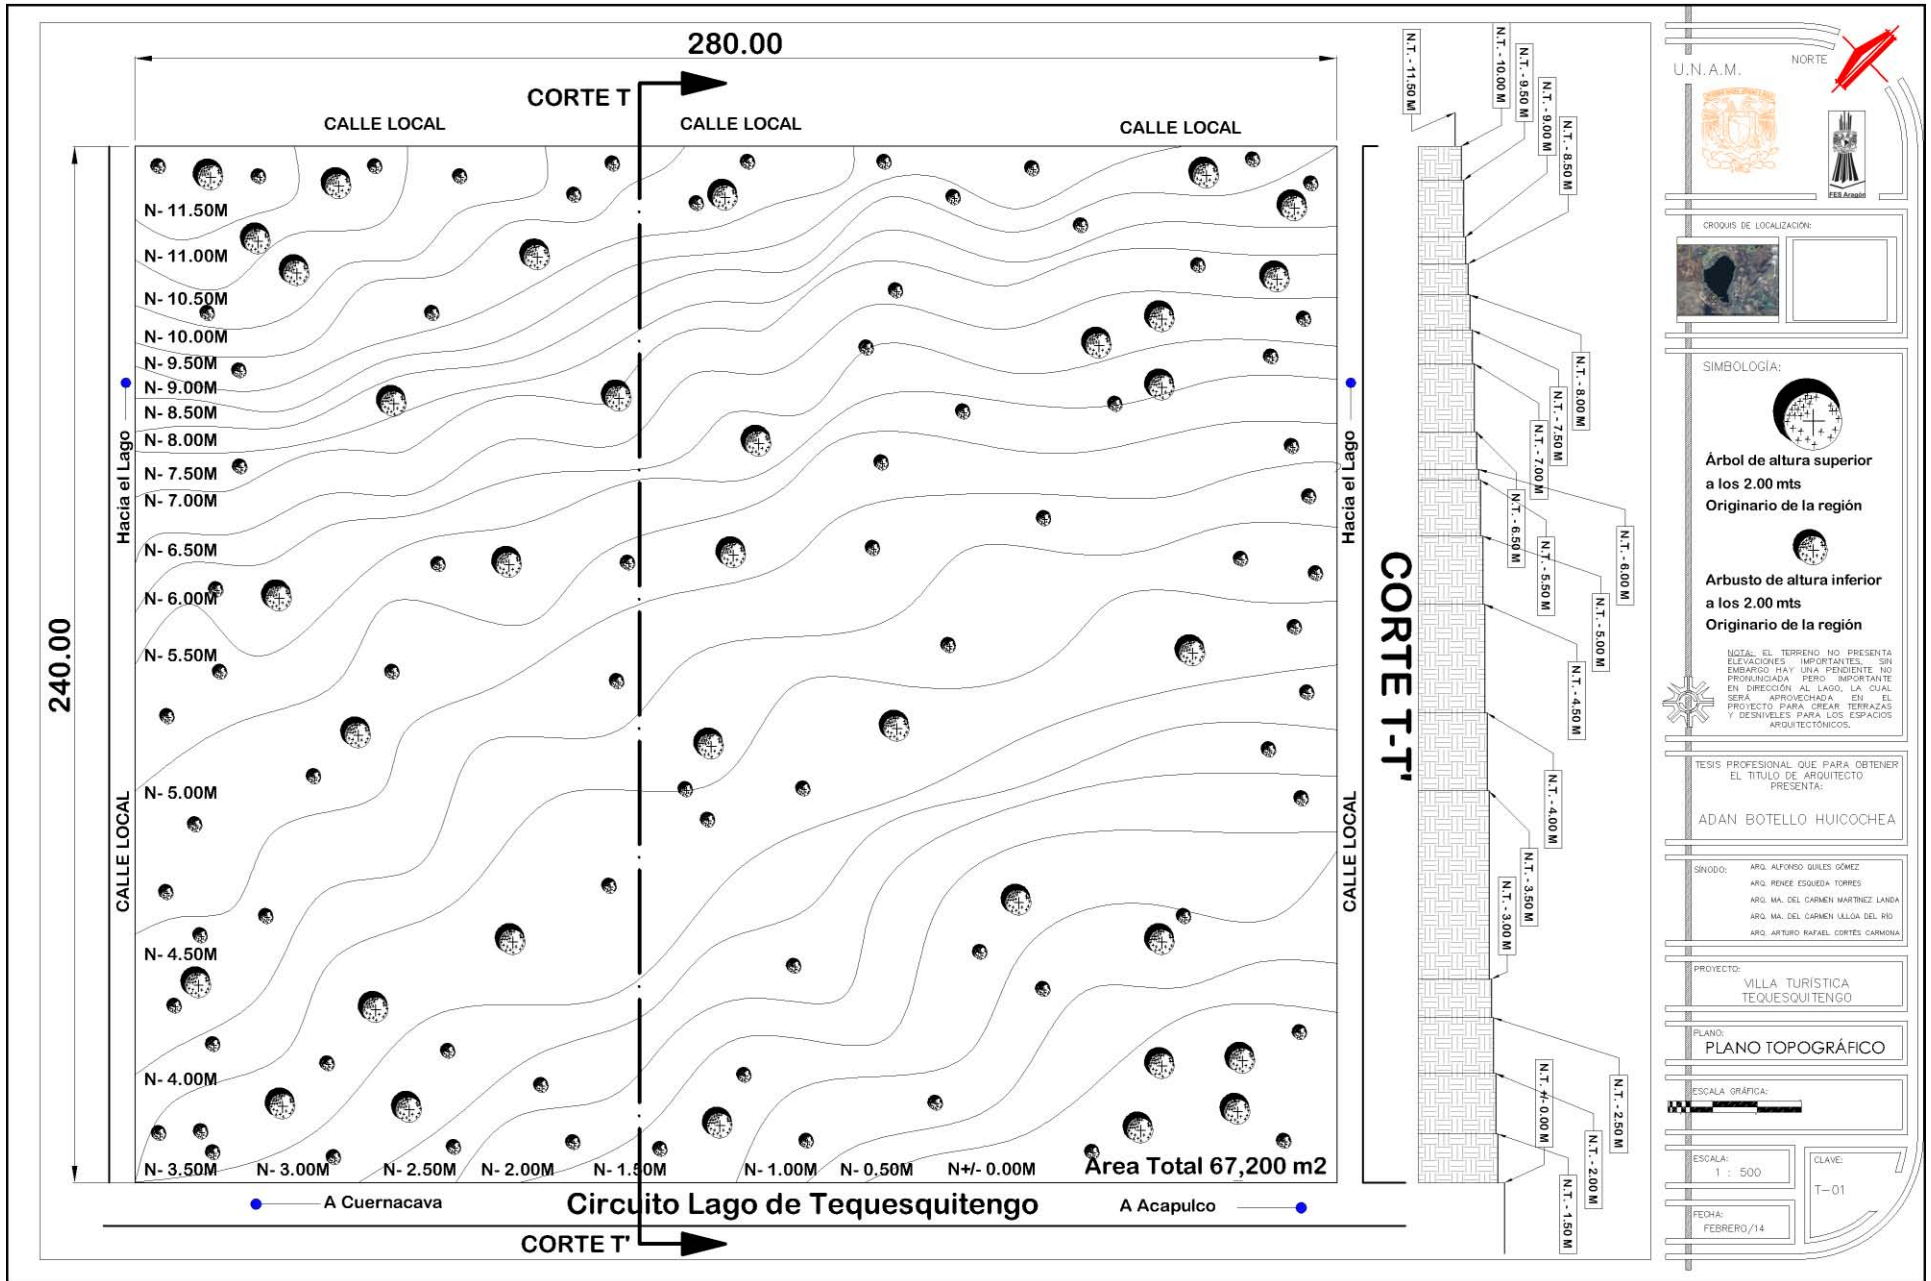 280.00
CORTE T
CALLE LOCAL
CALLE LOCAL
CALLE LOCAL
240.00
N- 11.50M
N- 11.00M
N- 10.50M
N- 10.00M
N- 9.50M
N- 9.00M
N- 8.50M
N- 8.00M
N- 7.50M
N- 7.00M
N- 6.50M
N- 6.00M
N- 5.50M
N- 5.00M
N- 4.50M
N- 4.00M
N- 3.50M
N- 3.00M
N- 2.50M
N- 2.00M
N- 1.50M
N- 1.00M
N- 0.50M
N+/- 0.00M
Área Total 67,200 m2
Hacia el Lago
CALLE LOCAL
Hacia el Lago
CALLE LOCAL
A Cuernacava
Circuito Lago de Tequesquitengo
A Acapulco
CORTE T'
CORTE T-T'
N.T. - 11.50 M
N.T. - 10.00 M
N.T. - 9.50 M
N.T. - 9.00 M
N.T. - 8.50 M
N.T. - 8.00 M
N.T. - 7.50 M
N.T. - 7.00 M
N.T. - 6.50 M
N.T. - 6.00 M
N.T. - 5.50 M
N.T. - 5.00 M
N.T. - 4.50 M
N.T. - 4.00 M
N.T. - 3.50 M
N.T. - 3.00 M
N.T. - 2.50 M
N.T. +/- 0.00 M
N.T. - 2.00 M
N.T. - 1.50 M
NORTE
U.N.A.M.
FES Aragón
CROQUIS DE LOCALIZACIÓN:
SIMBOLOGÍA:
Árbol de altura superior
a los 2.00 mts
Originario de la región
Arbusto de altura inferior
a los 2.00 mts
Originario de la región
NOTA: EL TERRENO NO PRESENTA
ELEVACIONES IMPORTANTES, SIN
EMBARGO HAY UNA PENDIENTE NO
PRONUNCIADA PERO IMPORTANTE
EN DIRECCIÓN AL LAGO, LA CUAL
SERÁ APROVECHADA EN EL
PROYECTO PARA CREAR TERRAZAS
Y DESNIVELES PARA LOS ESPACIOS
ARQUITECTÓNICOS.
TESIS PROFESIONAL QUE PARA OBTENER
EL TITULO DE ARQUITECTO
PRESENTA:
ADAN BOTELLO HUICOCHEA
SÍNODO:
ARQ. ALFONSO QUILES GÓMEZ
ARQ. RENEE ESQUEDA TORRES
ARQ. MA. DEL CARMEN MARTÍNEZ LANDA
ARQ. MA. DEL CARMEN ULLOA DEL RÍO
ARQ. ARTURO RAFAEL CORTÉS CARMONA
PROYECTO:
VILLA TURÍSTICA
TEQUESQUITENGO
PLANO:
PLANO TOPOGRÁFICO
ESCALA GRÁFICA:
ESCALA:
1 : 500
CLAVE:
T-01
FECHA:
FEBRERO/14